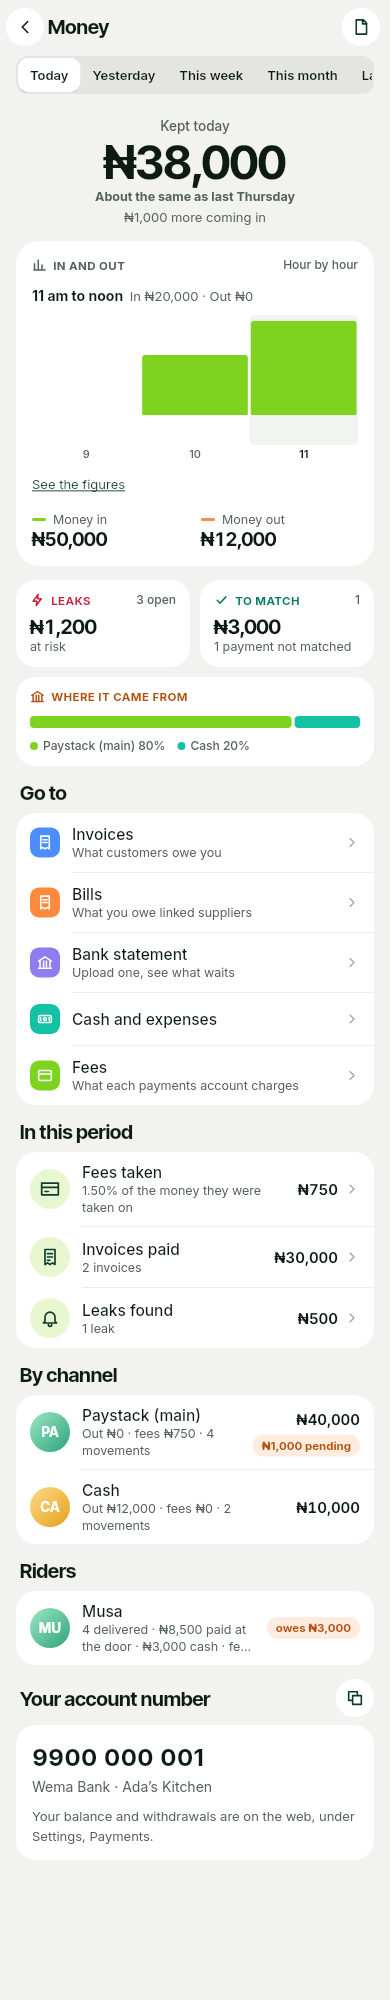 Money
Today Yesterday This week This month La
Kept today
₦38,000
About the same as last Thursday
₦1,000 more coming in
IN AND OUT Hour by hour
11 am to noon In ₦20,000 · Out ₦0
9 10 11
See the figures
Money in Money out
₦50,000 ₦12,000
LEAKS 3 open
₦1,200
at risk
TO MATCH 1
₦3,000
1 payment not matched
WHERE IT CAME FROM
Paystack (main) 80% Cash 20%
Go to
Invoices
What customers owe you
Bills
What you owe linked suppliers
Bank statement
Upload one, see what waits
Cash and expenses
Fees
What each payments account charges
In this period
Fees taken
1.50% of the money they were
taken on
₦750
Invoices paid
2 invoices
₦30,000
Leaks found
1 leak
₦500
By channel
PA
Paystack (main)
Out ₦0 · fees ₦750 · 4
movements
₦40,000
₦1,000 pending
CA
Cash
Out ₦12,000 · fees ₦0 · 2
movements
₦10,000
Riders
MU
Musa
4 delivered · ₦8,500 paid at
the door · ₦3,000 cash · fe…
owes ₦3,000
Your account number
9900 000 001
Wema Bank · Ada’s Kitchen
Your balance and withdrawals are on the web, under
Settings, Payments.